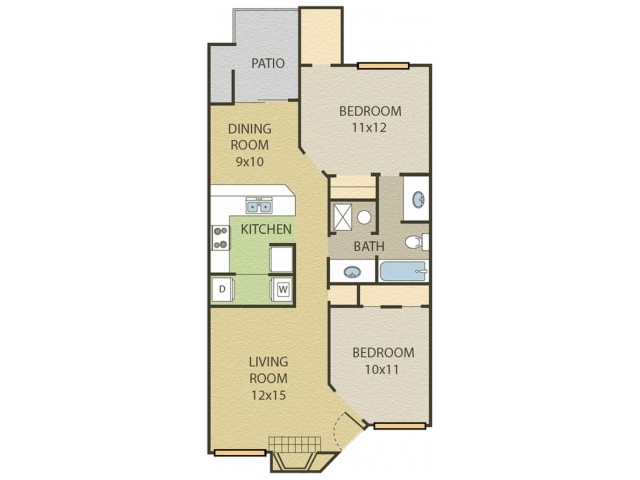 PATIO
BEDROOM
11x12
DINING
ROOM
9x10
KITCHEN
BATH
D
W
LIVING
ROOM
12x15
BEDROOM
10x11